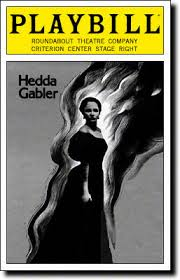 PLAYBILL
ROUNDABOUT THEATRE COMPANY
CRITERION CENTER STAGE RIGHT
Hedda
Gabler